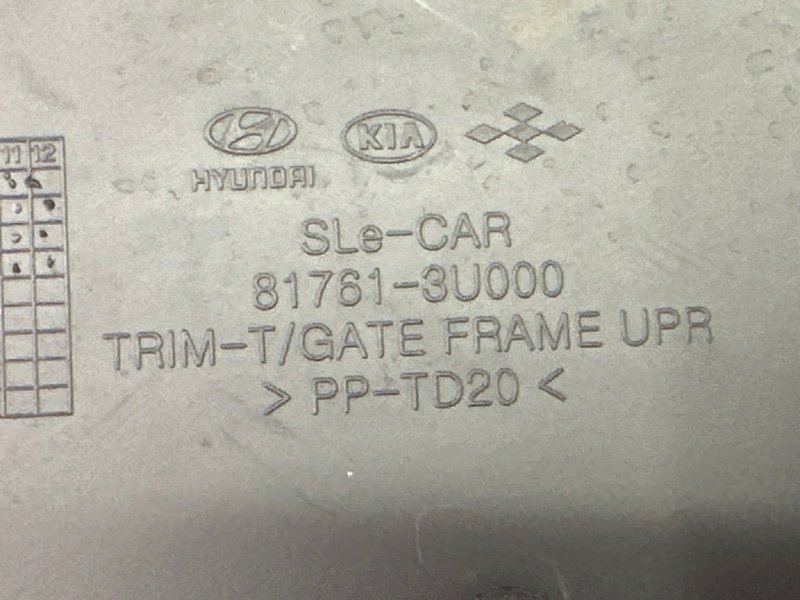 11 12
HYUNDAI
KIA
SLe-CAR
81761-3U000
TRIM-T/GATE FRAME UPR
> PP-TD20 <